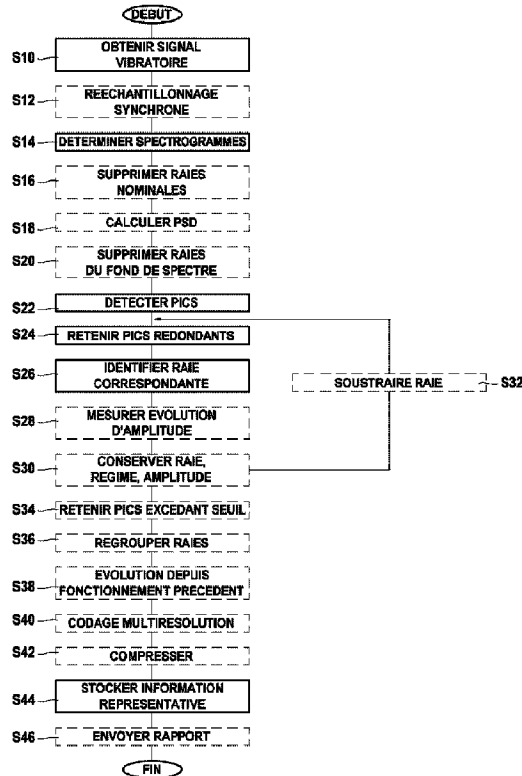 DEBUT
S10
OBTENIR SIGNAL
VIBRATOIRE
S12
REECHANTILLONNAGE
SYNCHRONE
S14
DETERMINER SPECTROGRAMMES
S16
SUPPRIMER RAIES
NOMINALES
S18
CALCULER PSD
S20
SUPPRIMER RAIES
DU FOND DE SPECTRE
S22
DETECTER PICS
S24
RETENIR PICS REDONDANTS
S26
IDENTIFIER RAIE
CORRESPONDANTE
SOUSTRAIRE RAIE
S32
S28
MESURER EVOLUTION
D'AMPLITUDE
S30
CONSERVER RAIE,
REGIME, AMPLITUDE
S34
RETENIR PICS EXCEDANT SEUIL
S36
REGROUPER RAIES
S38
EVOLUTION DEPUIS
FONCTIONNEMENT PRECEDENT
S40
CODAGE MULTIRESOLUTION
S42
COMPRESSER
S44
STOCKER INFORMATION
REPRESENTATIVE
S46
ENVOYER RAPPORT
FIN